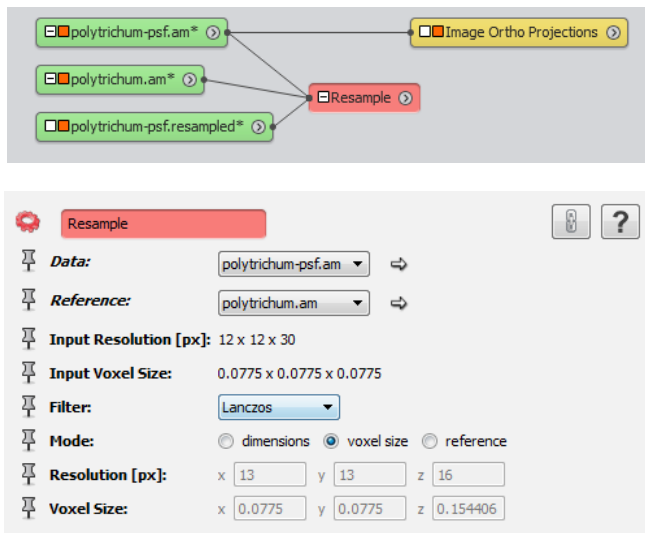 polytrichum-psf.am* Image Ortho Projections
polytrichum.am*
Resample
polytrichum-psf.resampled*
Resample ?
Data: polytrichum-psf.am
Reference: polytrichum.am
Input Resolution [px]: 12 x 12 x 30
Input Voxel Size: 0.0775 x 0.0775 x 0.0775
Filter: Lanczos
Mode: dimensions voxel size reference
Resolution [px]: x 13 y 13 z 16
Voxel Size: x 0.0775 y 0.0775 z 0.154406